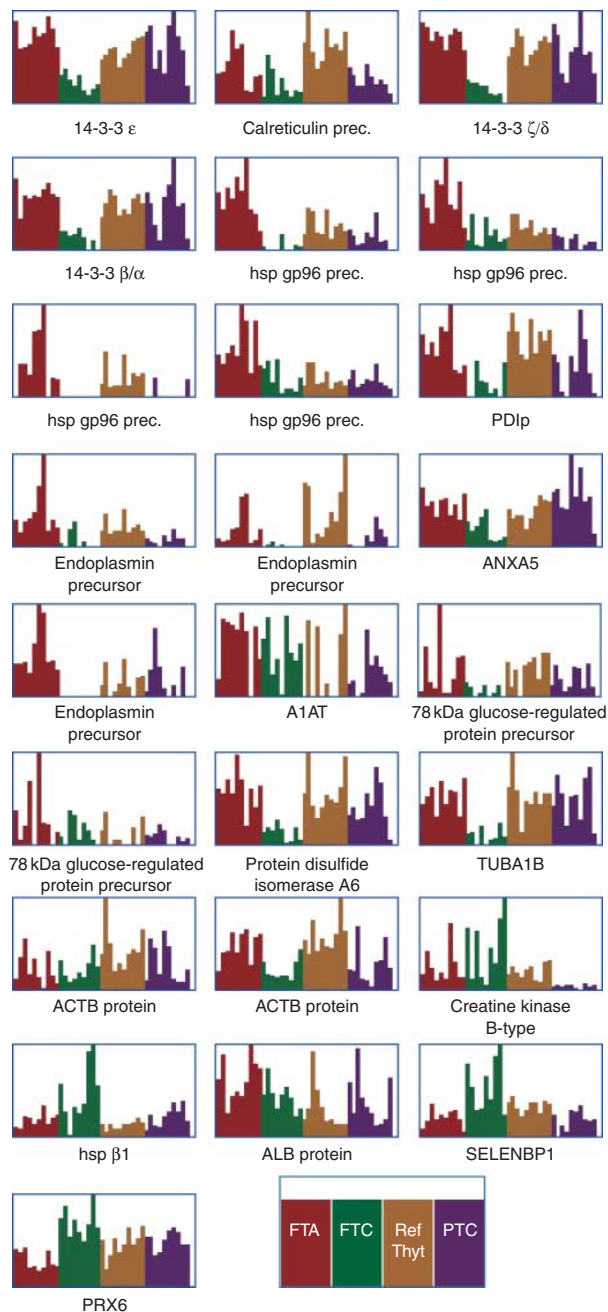 14-3-3 ε
Calreticulin prec.
14-3-3 ζ/δ
14-3-3 β/α
hsp gp96 prec.
hsp gp96 prec.
hsp gp96 prec.
hsp gp96 prec.
PDIp
Endoplasmin
precursor
Endoplasmin
precursor
ANXA5
Endoplasmin
precursor
A1AT
78 kDa glucose-regulated
protein precursor
78 kDa glucose-regulated
protein precursor
Protein disulfide
isomerase A6
TUBA1B
ACTB protein
ACTB protein
Creatine kinase
B-type
hsp β1
ALB protein
SELENBP1
PRX6
FTA
FTC
Ref
Thyt
PTC